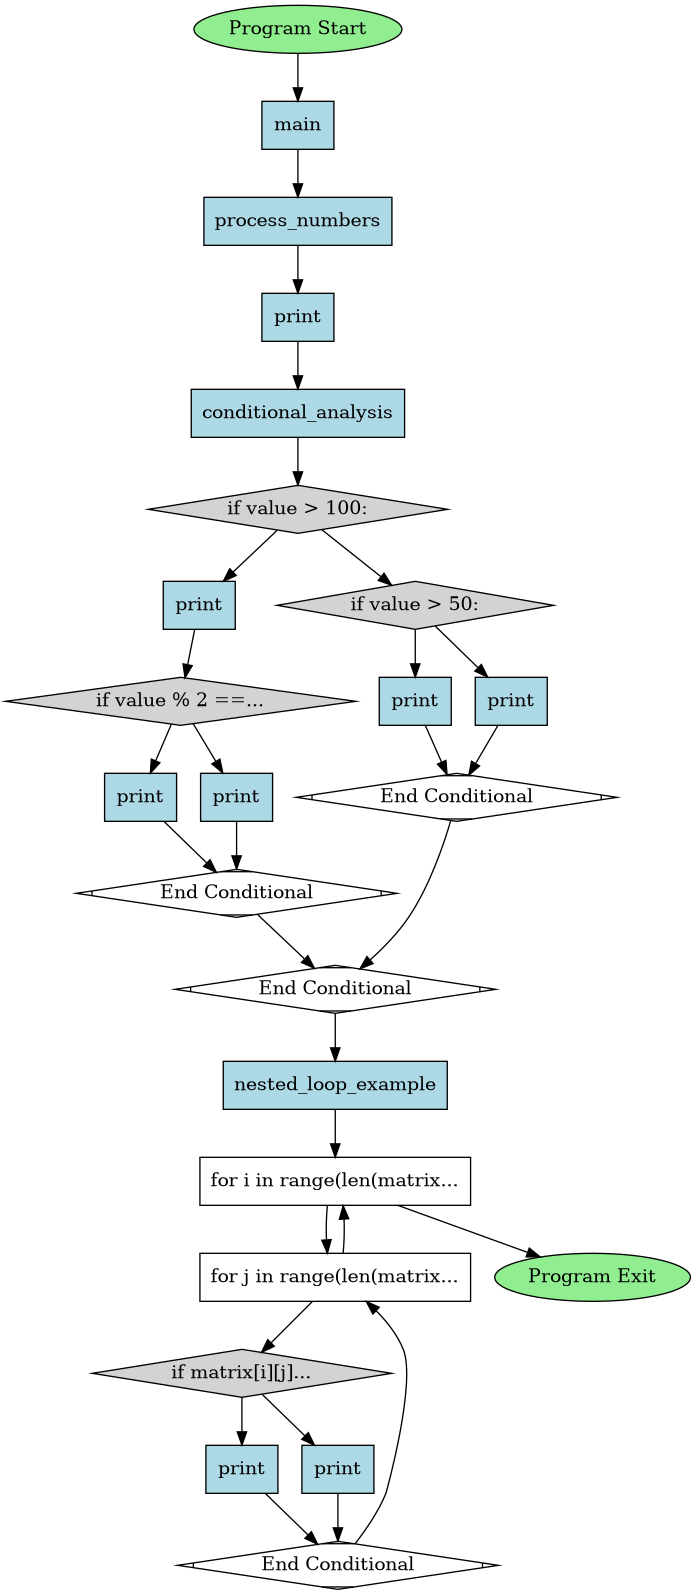 Program Start
main
process_numbers
print
conditional_analysis
if value > 100:
print
if value > 50:
if value % 2 ==...
print
print
print
print
End Conditional
End Conditional
End Conditional
nested_loop_example
for i in range(len(matrix...
for j in range(len(matrix...
Program Exit
if matrix[i][j]...
print
print
End Conditional